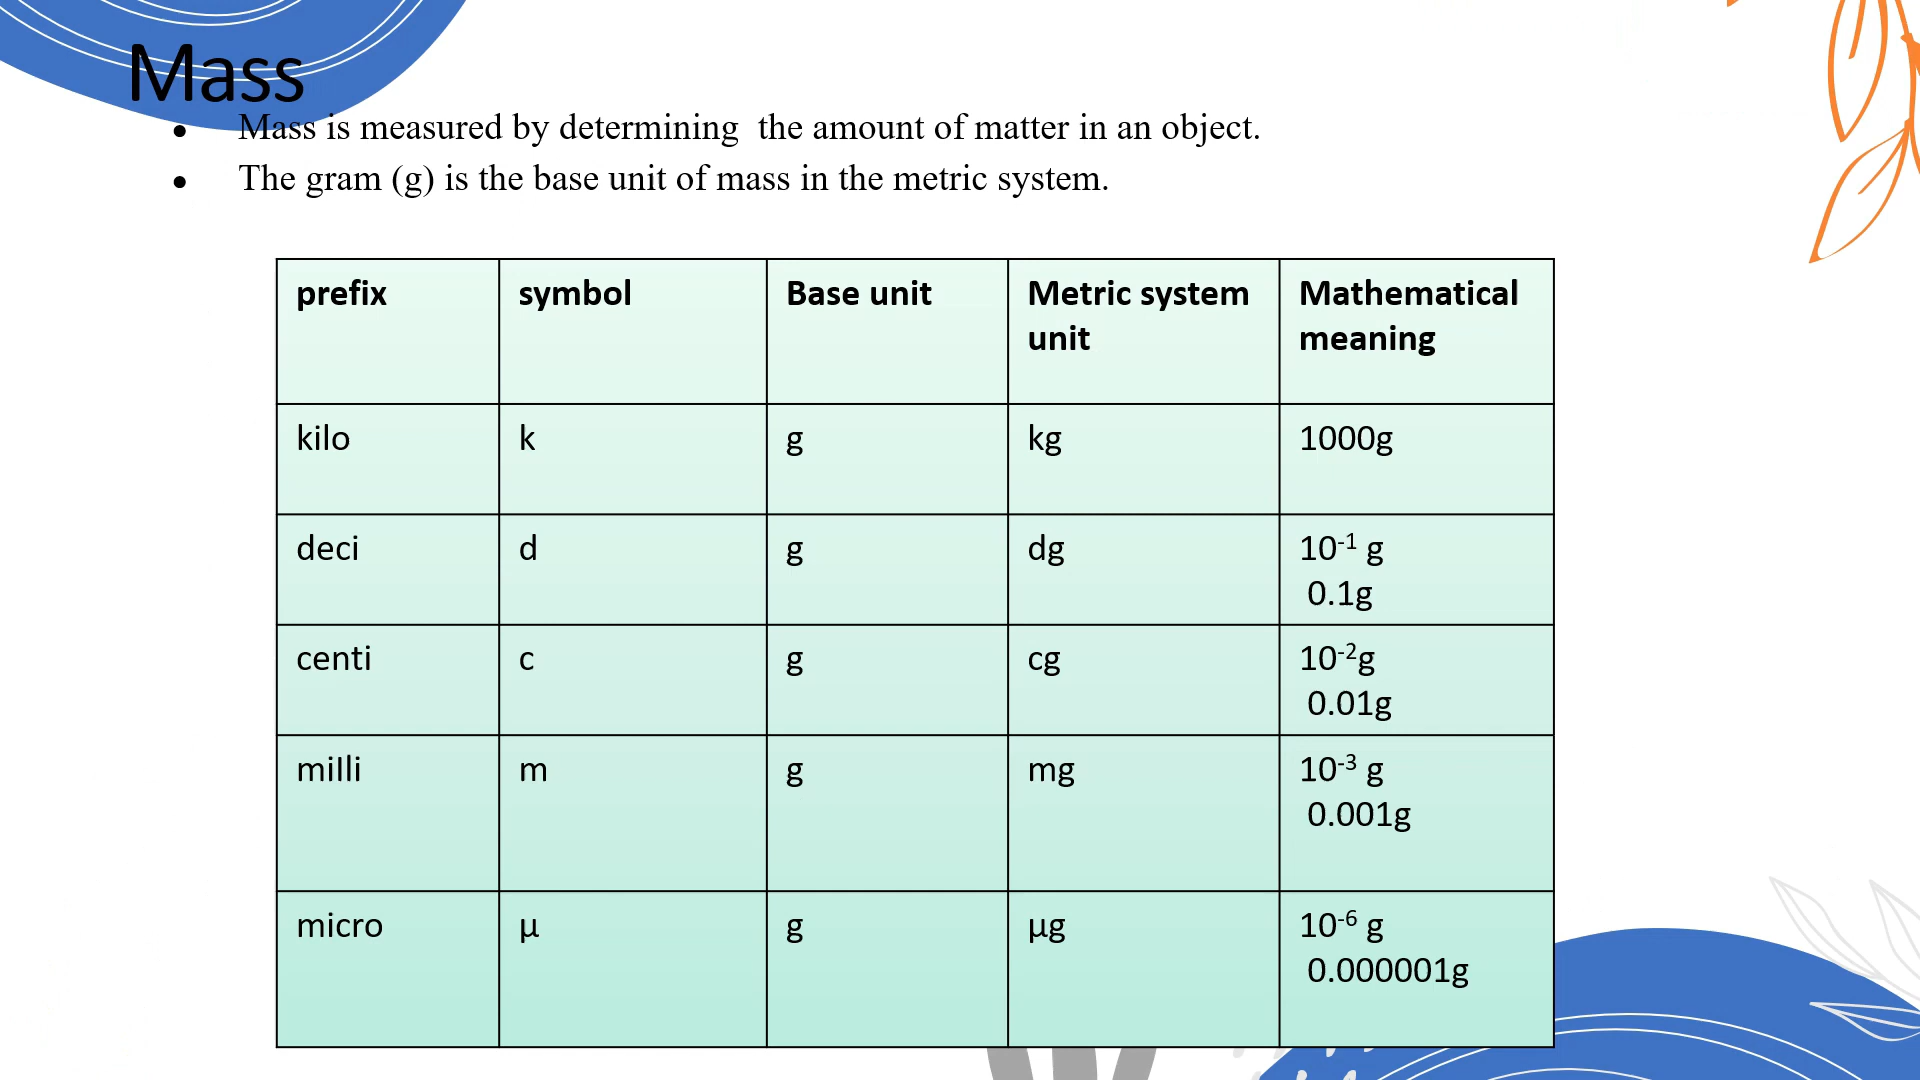 Mass
• Mass is measured by determining  the amount of matter in an object.
• The gram (g) is the base unit of mass in the metric system.
prefix symbol Base unit Metric system unit Mathematical meaning
kilo k g kg 1000g
deci d g dg 10⁻¹ g
0.1g
centi c g cg 10⁻²g
0.01g
milli m g mg 10⁻³ g
0.001g
micro µ g µg 10⁻⁶ g
0.000001g